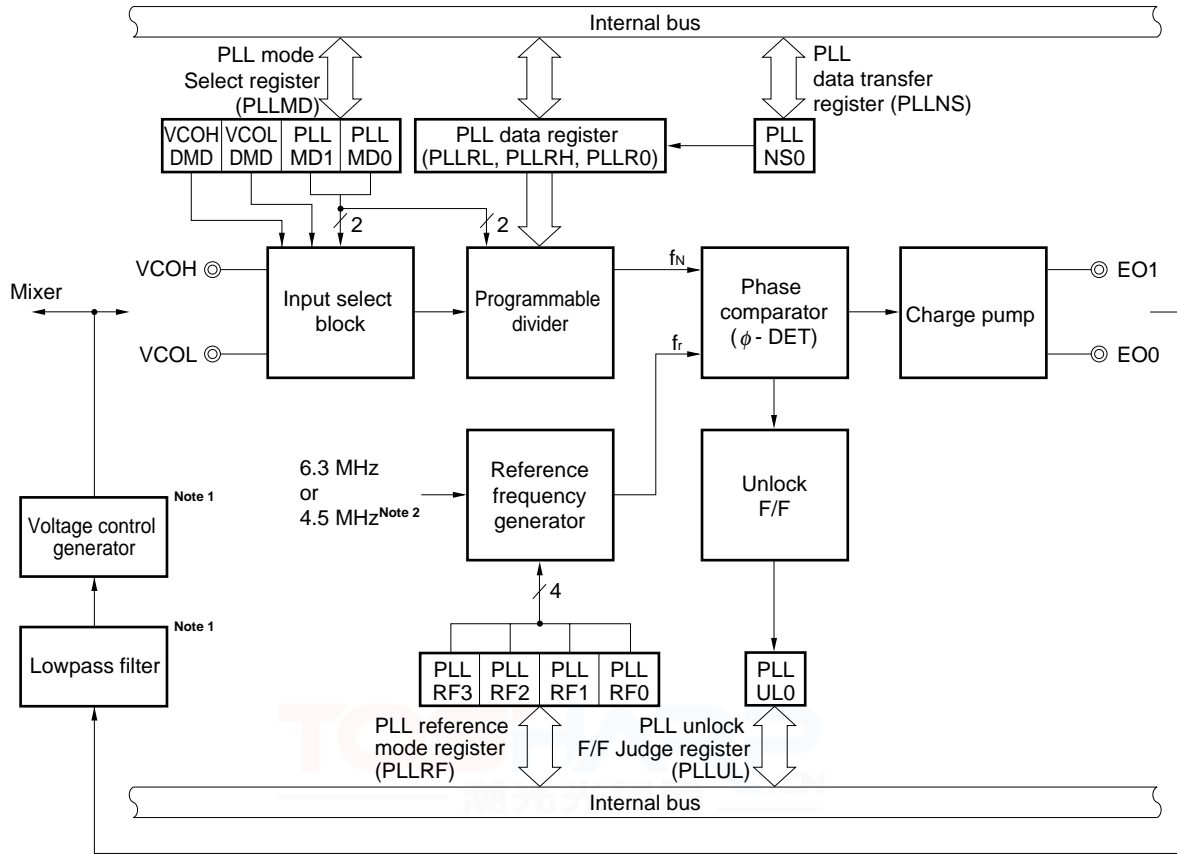 Internal bus
PLL mode
Select register
(PLLMD)
PLL
data transfer
register (PLLNS)
VCOH
DMD
VCOL
DMD
PLL
MD1
PLL
MD0
PLL data register
(PLLRL, PLLRH, PLLR0)
PLL
NS0
2
2
VCOH
Mixer
VCOL
Input select
block
Programmable
divider
fN
fr
Phase
comparator
(ϕ - DET)
Charge pump
EO1
EO0
6.3 MHz
or
4.5 MHz Note 2
Reference
frequency
generator
Unlock
F/F
Note 1
Voltage control
generator
Note 1
Lowpass filter
4
PLL
RF3
PLL
RF2
PLL
RF1
PLL
RF0
PLL
UL0
PLL reference
mode register
(PLLRF)
PLL unlock
F/F Judge register
(PLLUL)
Internal bus